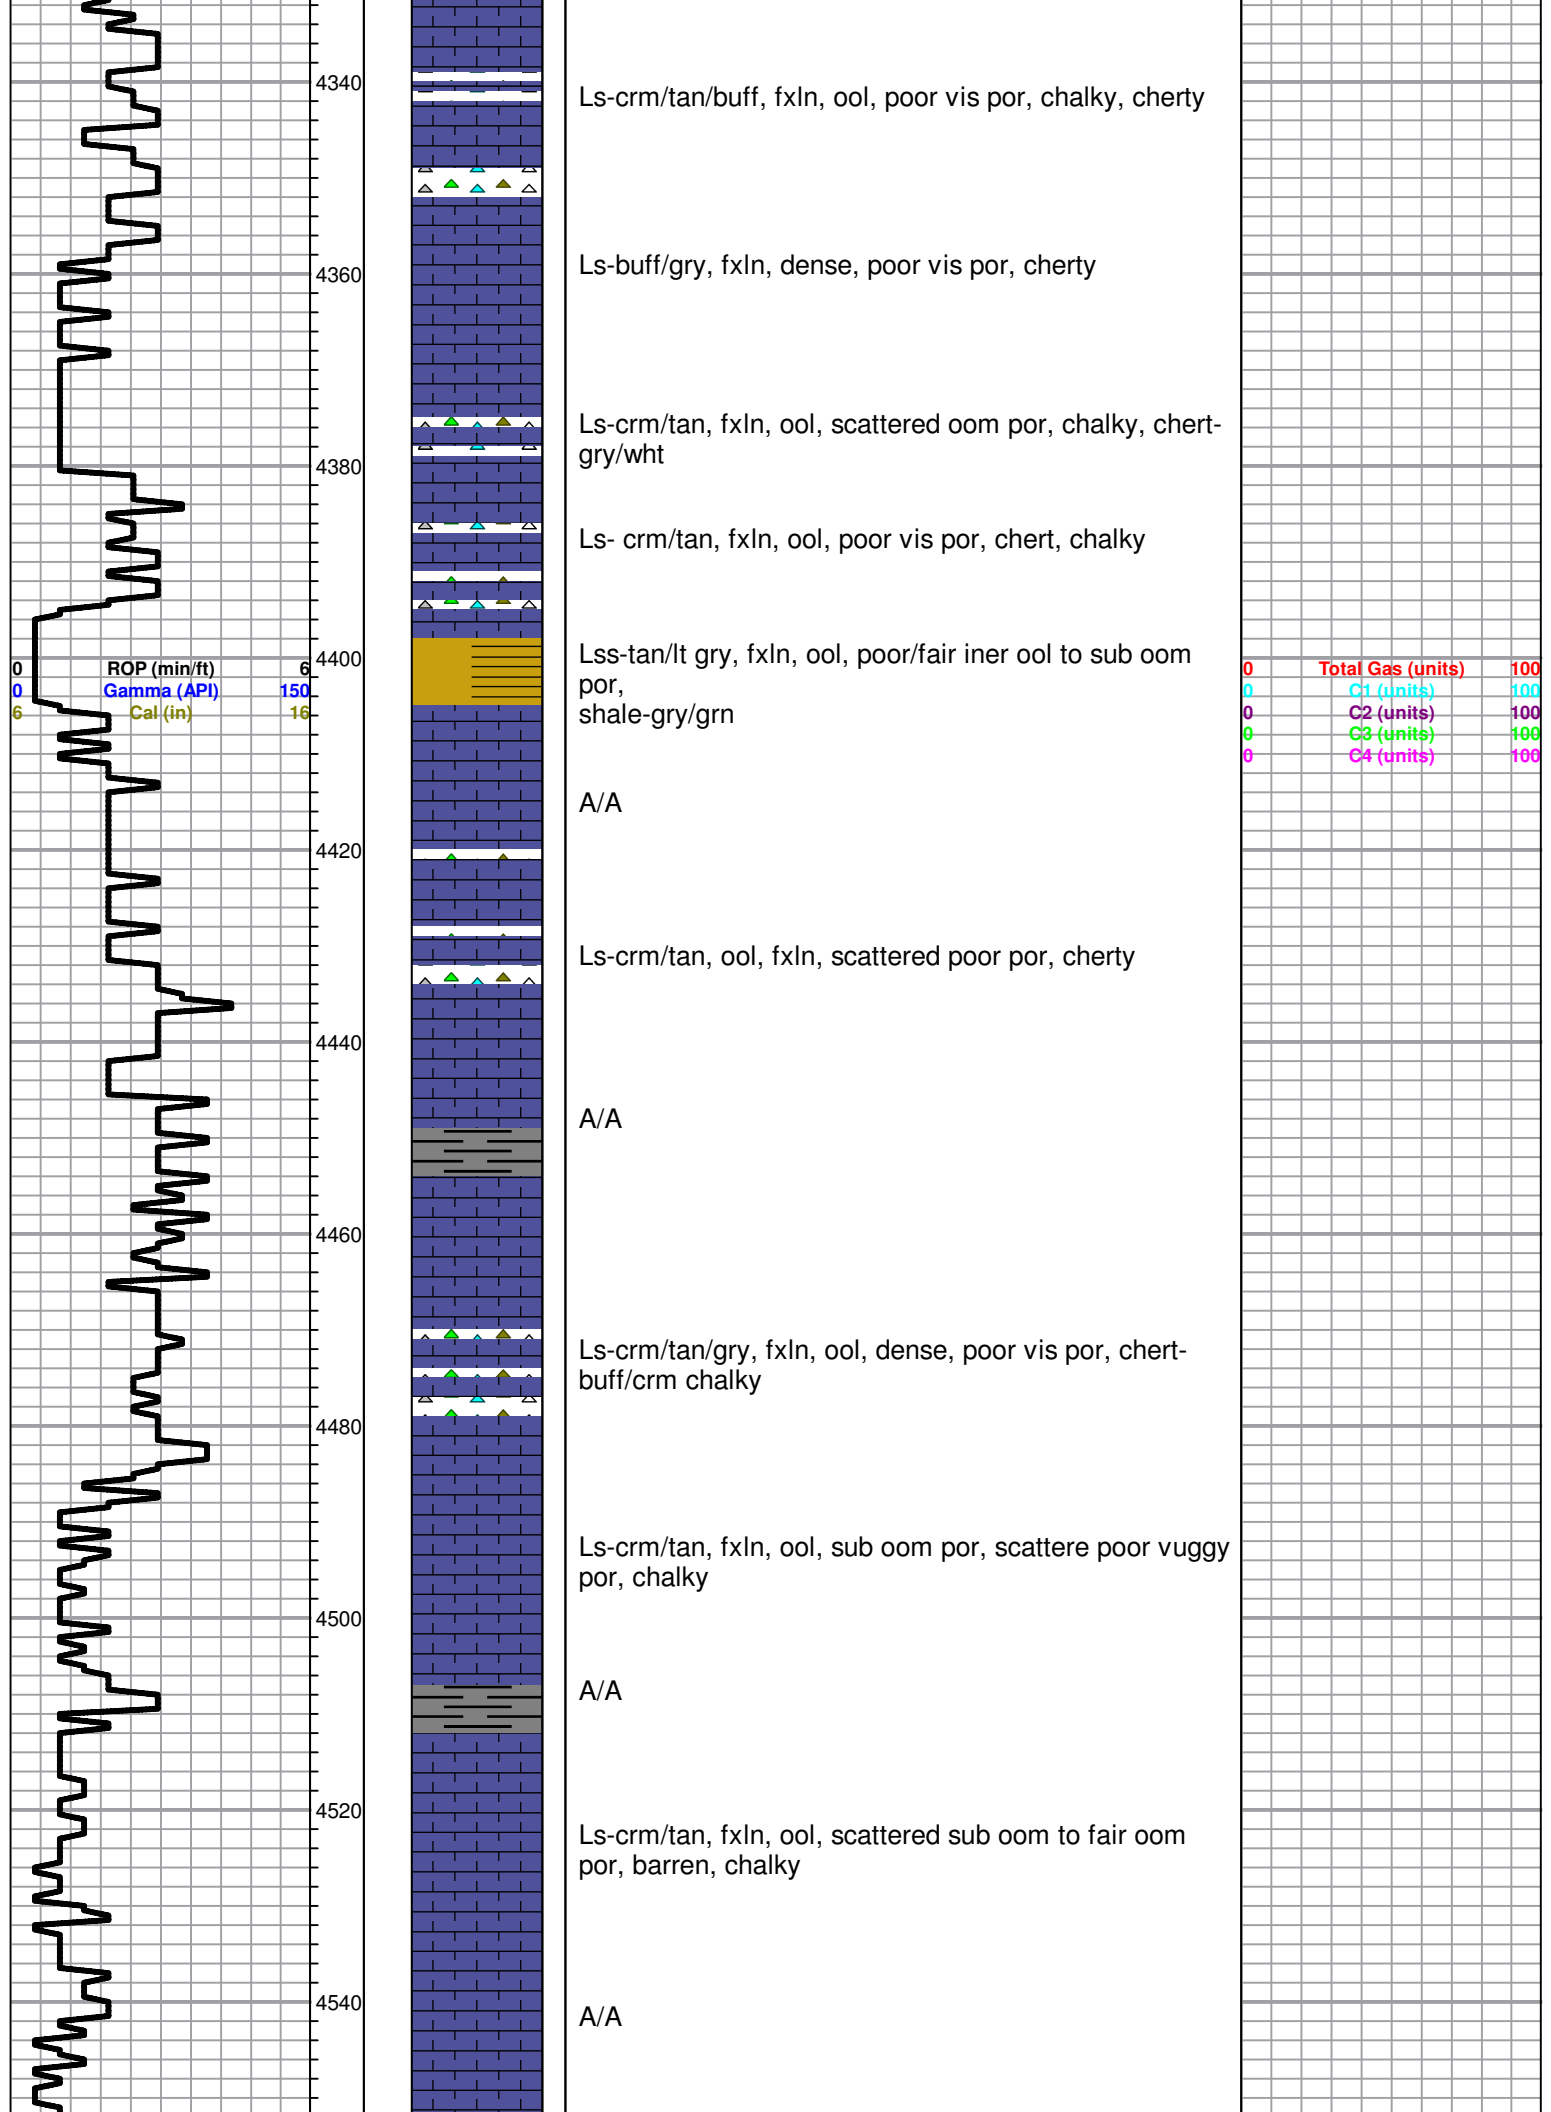 4340
Ls-crm/tan/buff, fxln, ool, poor vis por, chalky, cherty
4360
Ls-buff/gry, fxln, dense, poor vis por, cherty
Ls-crm/tan, fxln, ool, scattered oom por, chalky, chert-
gry/wht
4380
Ls- crm/tan, fxln, ool, poor vis por, chert, chalky
4400
Lss-tan/lt gry, fxln, ool, poor/fair iner ool to sub oom
por,
shale-gry/grn
0 ROP (min/ft) 6
0 Gamma (API) 150
6 Cal (in) 16
0 Total Gas (units) 100
0 C1 (units) 100
0 C2 (units) 100
0 C3 (units) 100
0 C4 (units) 100
A/A
4420
Ls-crm/tan, ool, fxln, scattered poor por, cherty
4440
A/A
4460
Ls-crm/tan/gry, fxln, ool, dense, poor vis por, chert-
buff/crm chalky
4480
Ls-crm/tan, fxln, ool, sub oom por, scattere poor vuggy
por, chalky
4500
A/A
4520
Ls-crm/tan, fxln, ool, scattered sub oom to fair oom
por, barren, chalky
4540
A/A